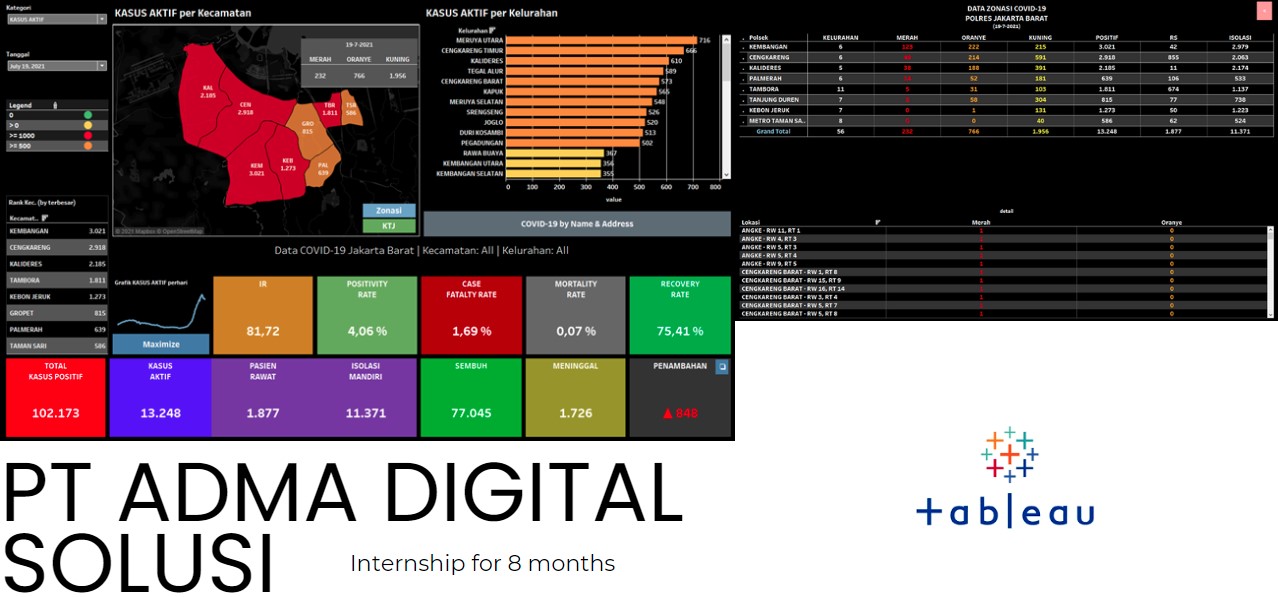 Kategori
KASUS AKTIF
Tanggal
July 19, 2021
Legend
0
> 0
>= 1000
>= 500
Rank Kec. (by terbesar)
Kecamat..
KEMBANGAN 3.021
CENGKARENG 2.918
KALIDERES 2.185
TAMBORA 1.811
KEBON JERUK 1.273
GROPET 815
PALMERAH 639
TAMAN SARI 586
KASUS AKTIF per Kecamatan
19-7-2021
MERAH ORANYE KUNING
232 766 1.956
KAL
2.185
CEN
2.918
TBR
1.811
TSR
586
GRO
815
KEM
3.021
KEB
1.273
PAL
639
© 2021 Mapbox © OpenStreetMap
Zonasi
KTJ
KASUS AKTIF per Kelurahan
Kelurahan
MERUYA UTARA 716
CENGKARENG TIMUR 666
KALIDERES 610
TEGAL ALUR 589
CENGKARENG BARAT 573
KAPUK 565
MERUYA SELATAN 548
SRENGSENG 526
JOGLO 520
DURI KOSAMBI 513
PEGADUNGAN 502
RAWA BUAYA 367
KEMBANGAN UTARA 356
KEMBANGAN SELATAN 355
0 100 200 300 400 500 600 700 800
value
COVID-19 by Name & Address
Data COVID-19 Jakarta Barat | Kecamatan: All | Kelurahan: All
Grafik KASUS AKTIF perhari
Maximize
IR
81,72
POSITIVITY
RATE
4,06 %
CASE
FATALTY RATE
1,69 %
MORTALITY
RATE
0,07 %
RECOVERY
RATE
75,41 %
TOTAL
KASUS POSITIF
102.173
KASUS
AKTIF
13.248
PASIEN
RAWAT
1.877
ISOLASI
MANDIRI
11.371
SEMBUH
77.045
MENINGGAL
1.726
PENAMBAHAN
▲ 848
DATA ZONASI COVID-19
POLRES JAKARTA BARAT
(19-7-2021)
Polsek KELURAHAN MERAH ORANYE KUNING POSITIF RS ISOLASI
KEMBANGAN 6 222 215 3.021 42 2.979
CENGKARENG 6 214 591 2.918 855 2.063
KALIDERES 5 188 391 2.185 11 2.174
PALMERAH 6 52 181 639 106 533
TAMBORA 11 31 103 1.811 674 1.137
TANJUNG DUREN 7 58 304 815 77 738
KEBON JERUK 7 1 131 1.273 50 1.223
METRO TAMAN SA.. 8 0 40 586 62 524
Grand Total 56 232 766 1.956 13.248 1.877 11.371
detail
Lokasi Merah Oranye
ANGKE - RW 11, RT 1 1 0
ANGKE - RW 4, RT 3 1 0
ANGKE - RW 5, RT 3 1 0
ANGKE - RW 5, RT 4 1 0
ANGKE - RW 9, RT 5 1 0
CENGKARENG BARAT - RW 1, RT 8 1 0
CENGKARENG BARAT - RW 15, RT 9 1 0
CENGKARENG BARAT - RW 16, RT 14 1 0
CENGKARENG BARAT - RW 3, RT 4 1 0
CENGKARENG BARAT - RW 5, RT 7 1 0
CENGKARENG BARAT - RW 5, RT 8 1 0
PT ADMA DIGITAL
SOLUSI
Internship for 8 months
+ableau